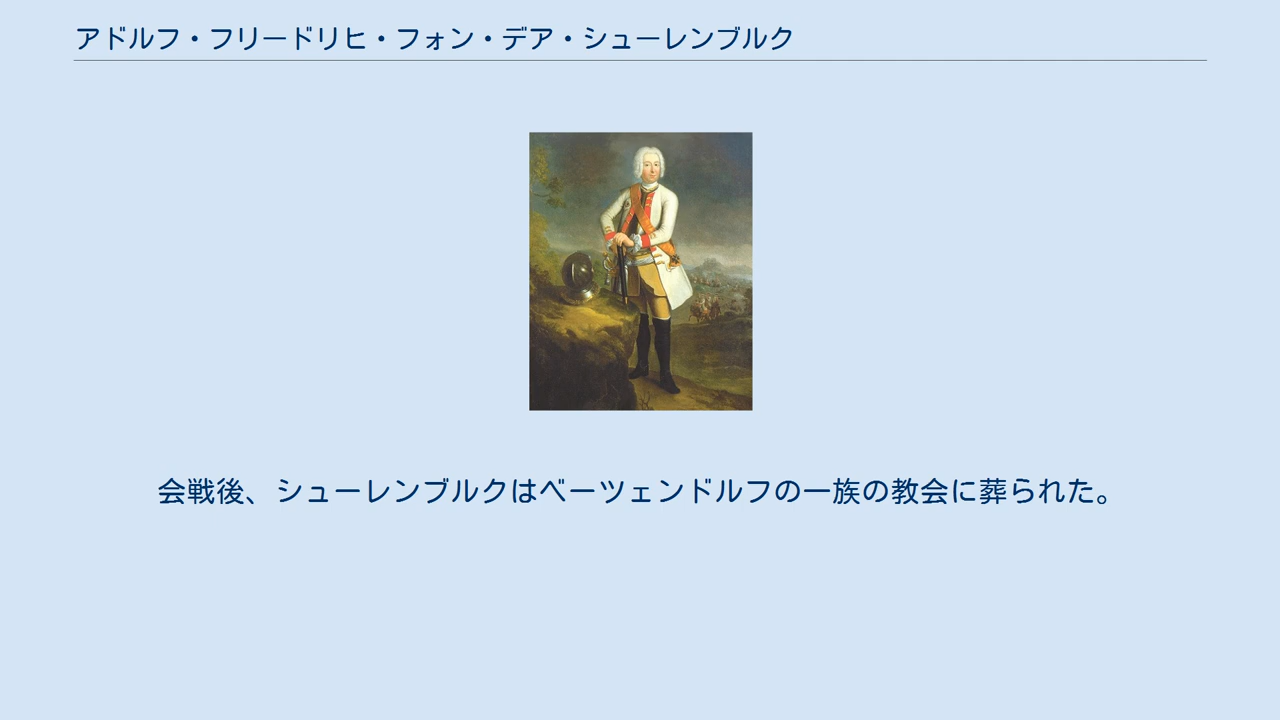 アドルフ・フリードリヒ・フォン・デア・シューレンブルク
会戦後、シューレンブルクはベーツェンドルフの一族の教会に葬られた。